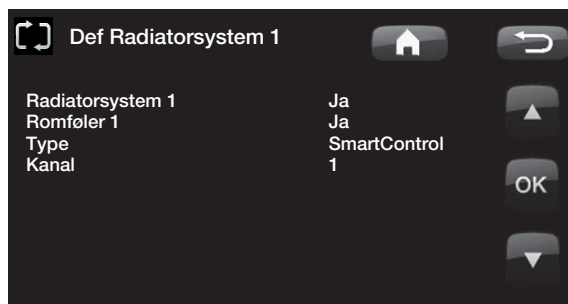 Def Radiatorsystem 1
Radiatorsystem 1 Ja
Romføler 1 Ja
Type SmartControl
Kanal 1
OK